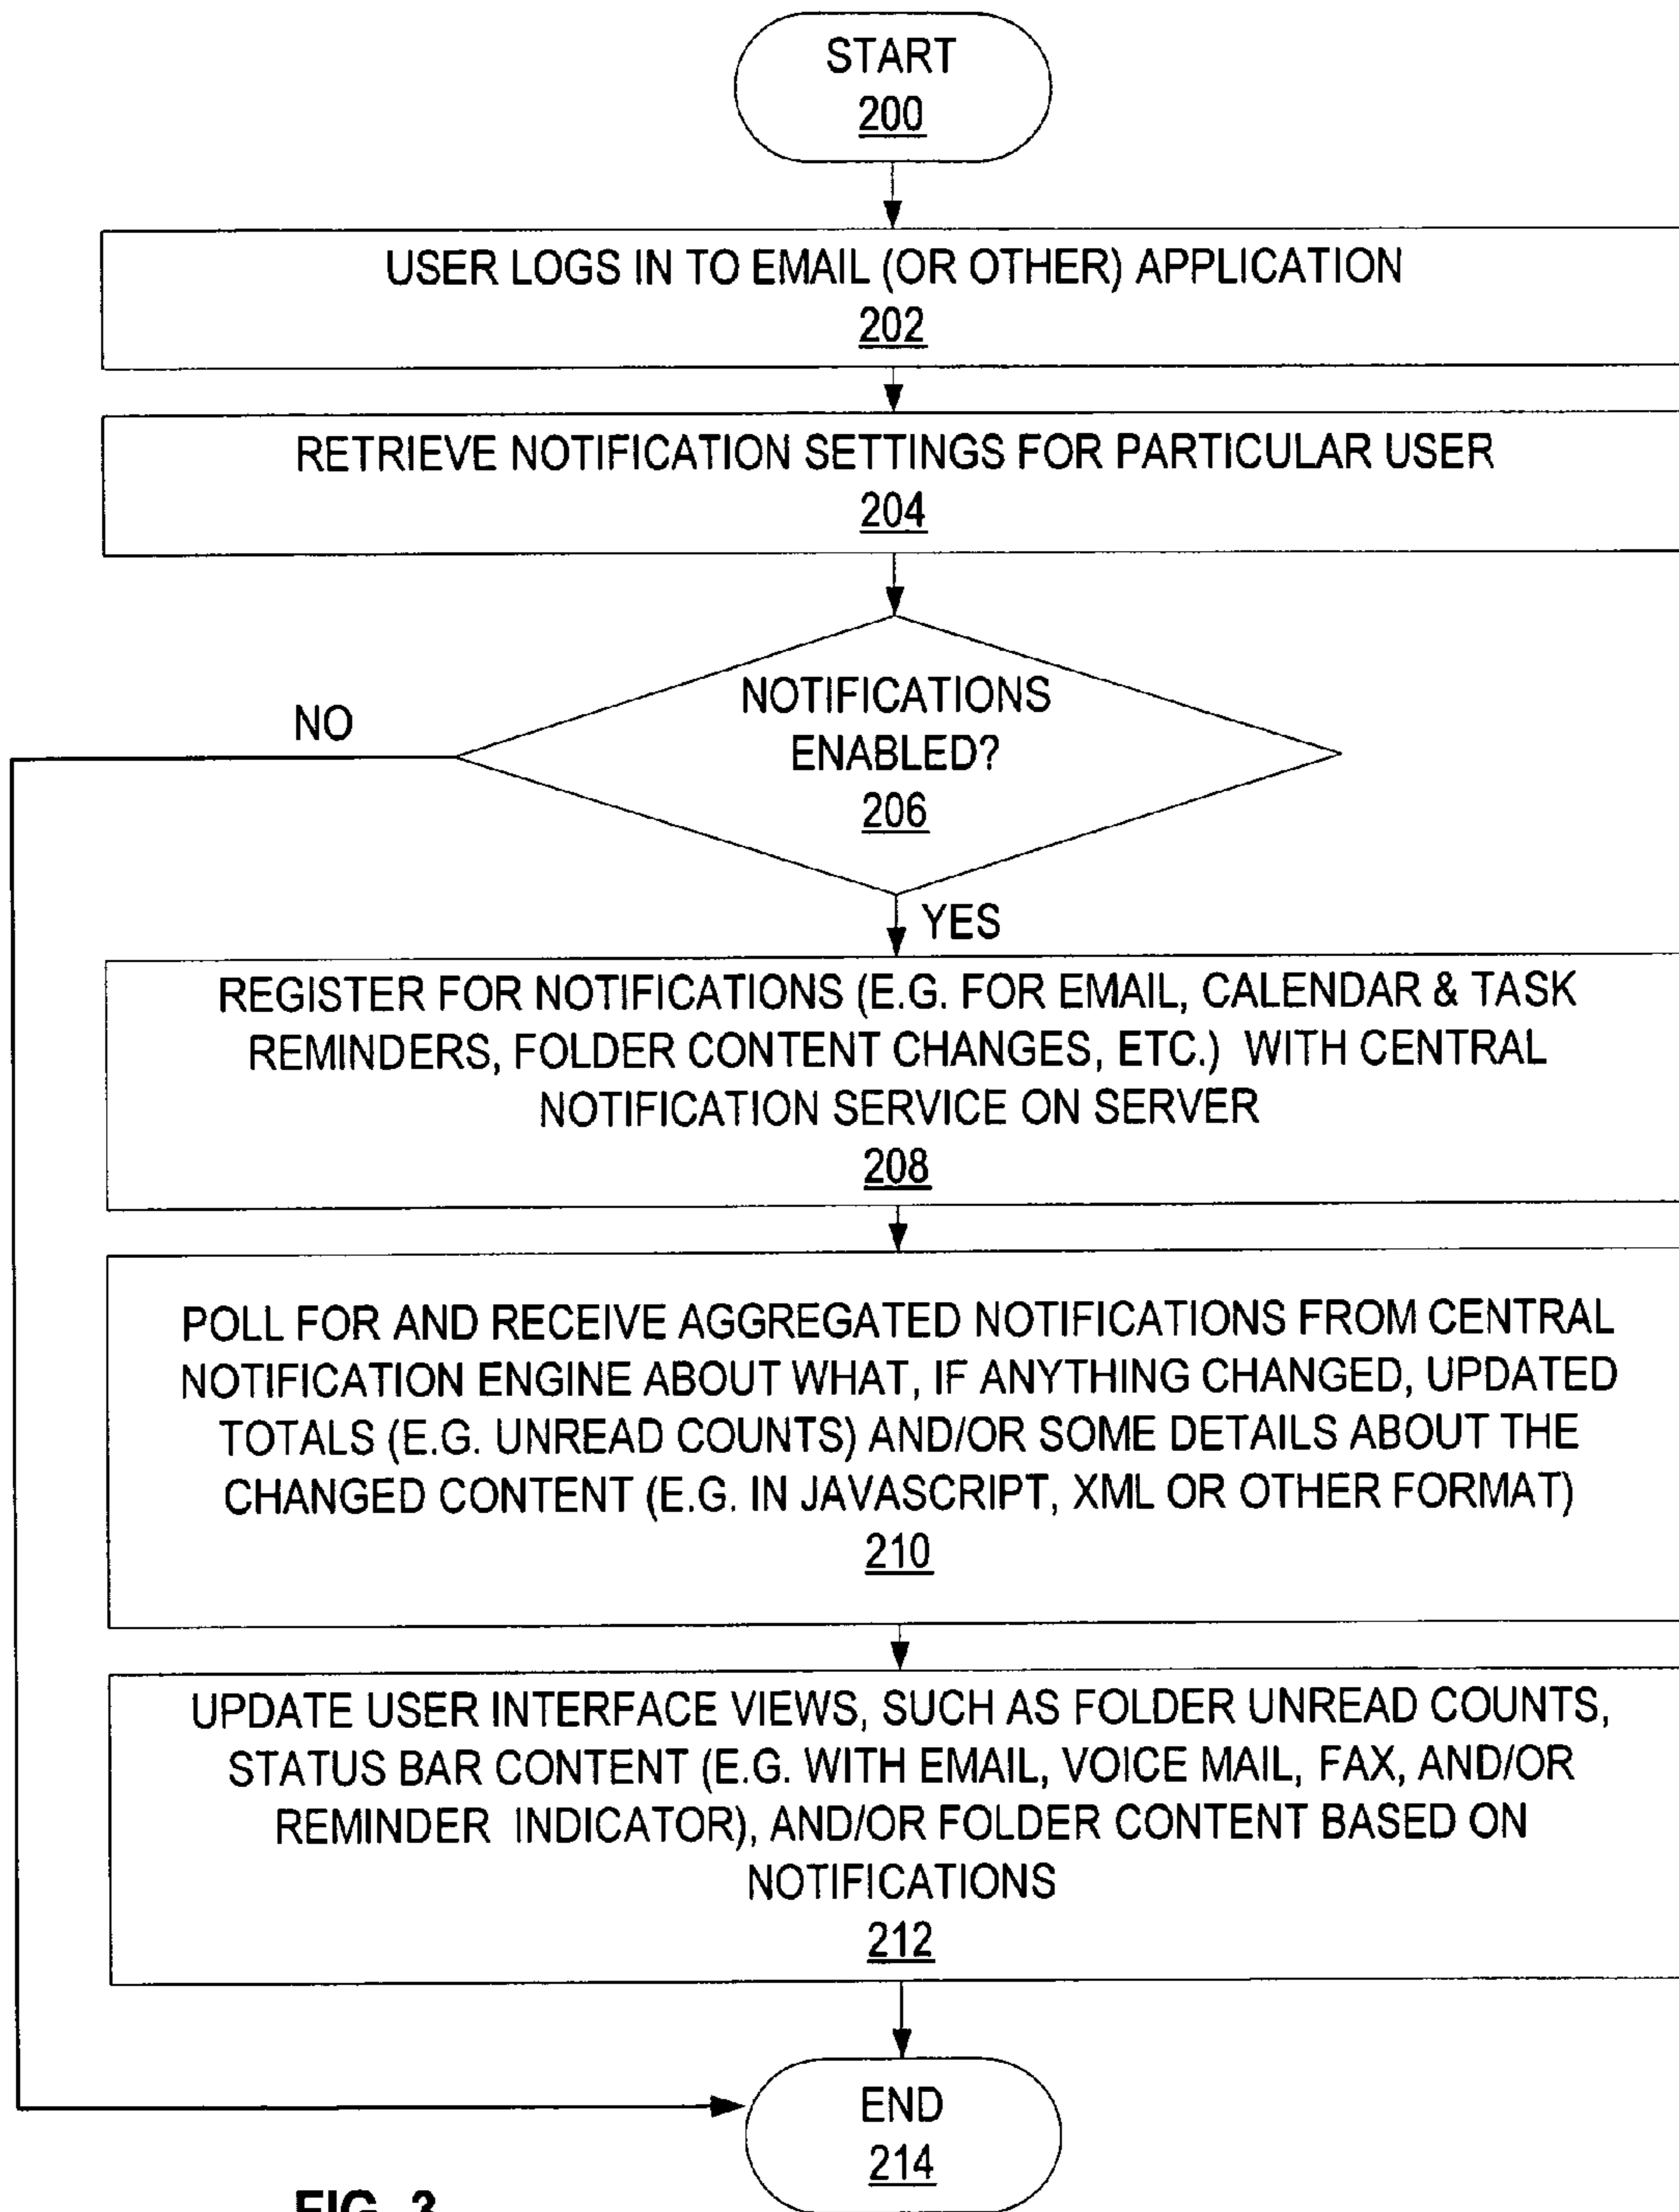 START
200
USER LOGS IN TO EMAIL (OR OTHER) APPLICATION
202
RETRIEVE NOTIFICATION SETTINGS FOR PARTICULAR USER
204
NOTIFICATIONS
ENABLED?
206
NO
YES
REGISTER FOR NOTIFICATIONS (E.G. FOR EMAIL, CALENDAR & TASK
REMINDERS, FOLDER CONTENT CHANGES, ETC.) WITH CENTRAL
NOTIFICATION SERVICE ON SERVER
208
POLL FOR AND RECEIVE AGGREGATED NOTIFICATIONS FROM CENTRAL
NOTIFICATION ENGINE ABOUT WHAT, IF ANYTHING CHANGED, UPDATED
TOTALS (E.G. UNREAD COUNTS) AND/OR SOME DETAILS ABOUT THE
CHANGED CONTENT (E.G. IN JAVASCRIPT, XML OR OTHER FORMAT)
210
UPDATE USER INTERFACE VIEWS, SUCH AS FOLDER UNREAD COUNTS,
STATUS BAR CONTENT (E.G. WITH EMAIL, VOICE MAIL, FAX, AND/OR
REMINDER INDICATOR), AND/OR FOLDER CONTENT BASED ON
NOTIFICATIONS
212
END
214
FIG. 3